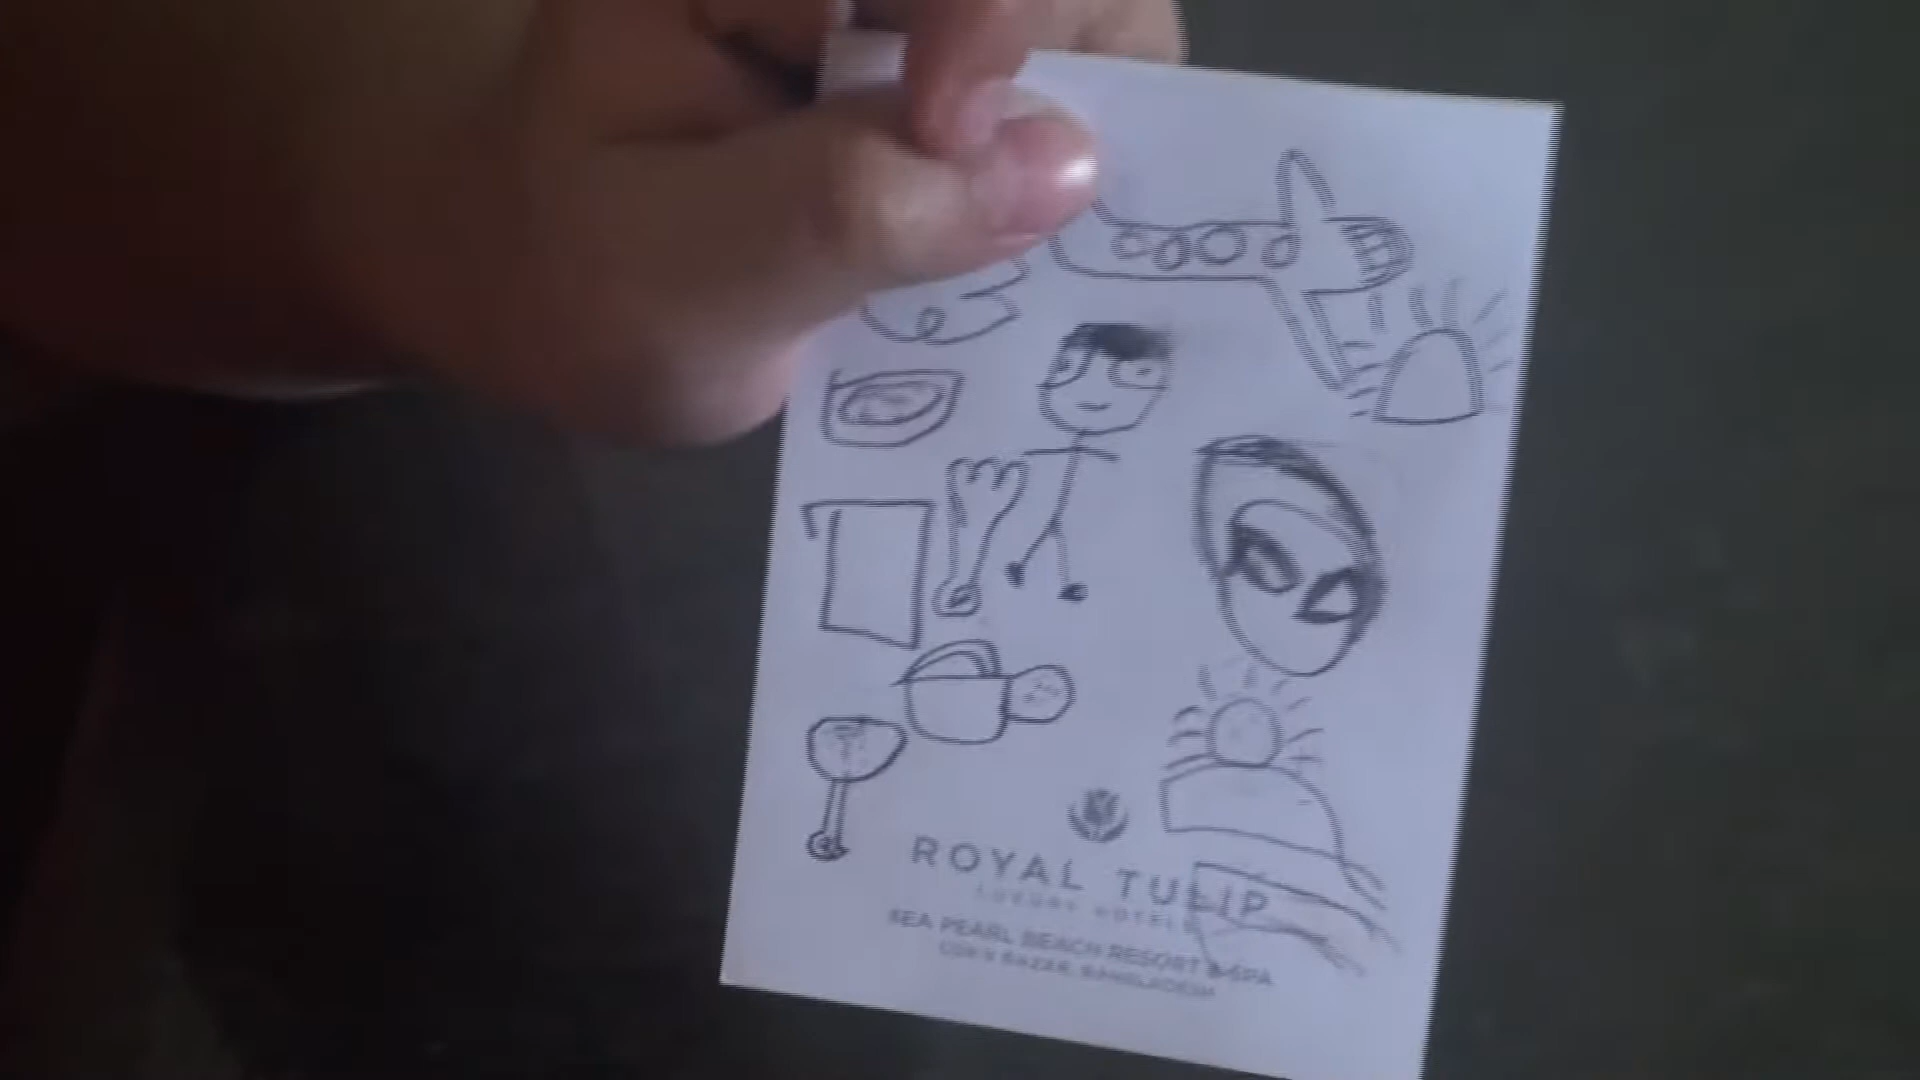 ROYAL TULIP
LUXURY HOTELS
SEA PEARL BEACH RESORT & SPA
COX'S BAZAR, BANGLADESH